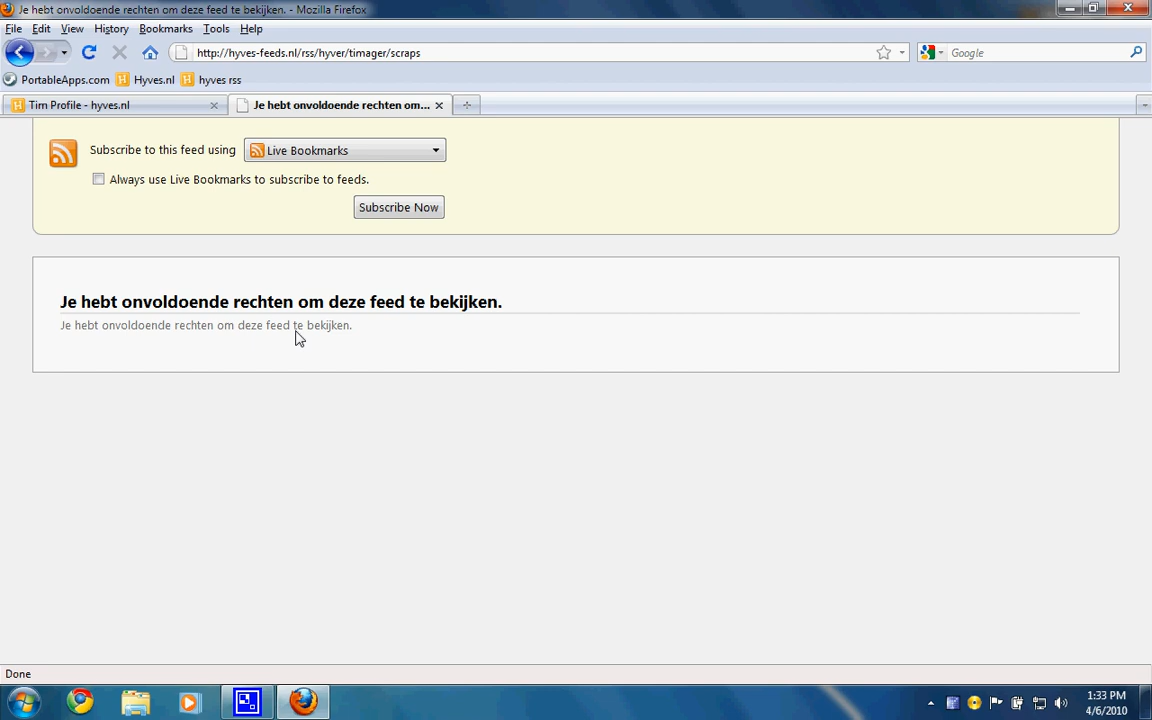 Je hebt onvoldoende rechten om deze feed te bekijken. - Mozilla Firefox
File Edit View History Bookmarks Tools Help
http://hyves-feeds.nl/rss/hyver/timager/scraps
Google
PortableApps.com Hyves.nl hyves rss
Tim Profile - hyves.nl
Je hebt onvoldoende rechten om...
Subscribe to this feed using Live Bookmarks
Always use Live Bookmarks to subscribe to feeds.
Subscribe Now
Je hebt onvoldoende rechten om deze feed te bekijken.
Je hebt onvoldoende rechten om deze feed te bekijken.
Done
1:33 PM
4/6/2010